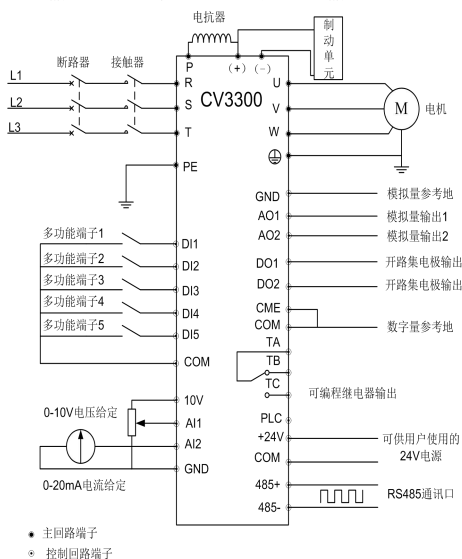 电抗器
制动单元
断路器 接触器
P (+) (-)
L1 R U
L2 S CV3300 V M 电机
L3 T W
PE
GND 模拟量参考地
AO1 模拟量输出1
AO2 模拟量输出2
多功能端子1 DI1
DO1 开路集电极输出
多功能端子2 DI2
DO2 开路集电极输出
多功能端子3 DI3
CME
多功能端子4 DI4
COM 数字量参考地
多功能端子5 DI5
TA
TB
COM
TC 可编程继电器输出
10V
0-10V电压给定 AI1
PLC
+24V 可供用户使用的
AI2
COM 24V电源
GND
0-20mA电流给定
485+ RS485通讯口
485-
主回路端子
控制回路端子